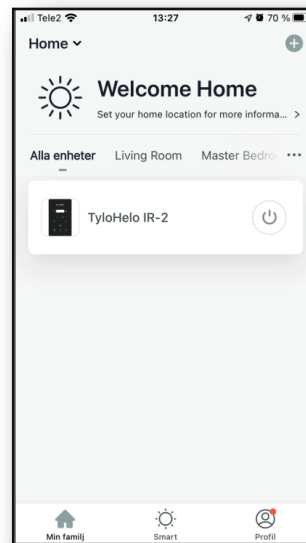 Tele2 13:27 70 %
Home
Welcome Home
Set your home location for more informa...
Alla enheter Living Room Master Bedro
TyloHelo IR-2
Min familj Smart Profil